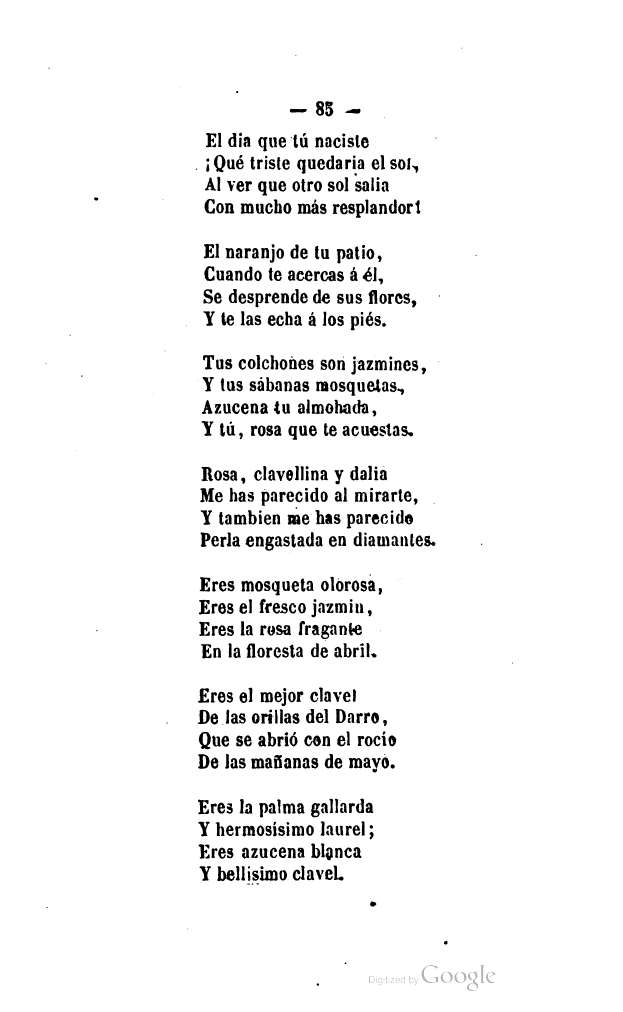 — 85 —
El dia que tú naciste
¡Qué triste quedaria el sol,
Al ver que otro sol salia
Con mucho más resplandor!
El naranjo de tu patio,
Cuando te acercas á él,
Se desprende de sus flores,
Y te las echa á los piés.
Tus colchones son jazmines,
Y tus sábanas mosquetas,
Azucena tu almohada,
Y tú, rosa que te acuestas.
Rosa, clavellina y dalia
Me has parecido al mirarte,
Y tambien me has parecido
Perla engastada en diamantes.
Eres mosqueta olorosa,
Eres el fresco jazmin,
Eres la rosa fragante
En la floresta de abril.
Eres el mejor clavel
De las orillas del Darro,
Que se abrió con el rocio
De las mañanas de mayo.
Eres la palma gallarda
Y hermosísimo laurel;
Eres azucena blanca
Y bellisimo clavel.
Digitized by Google